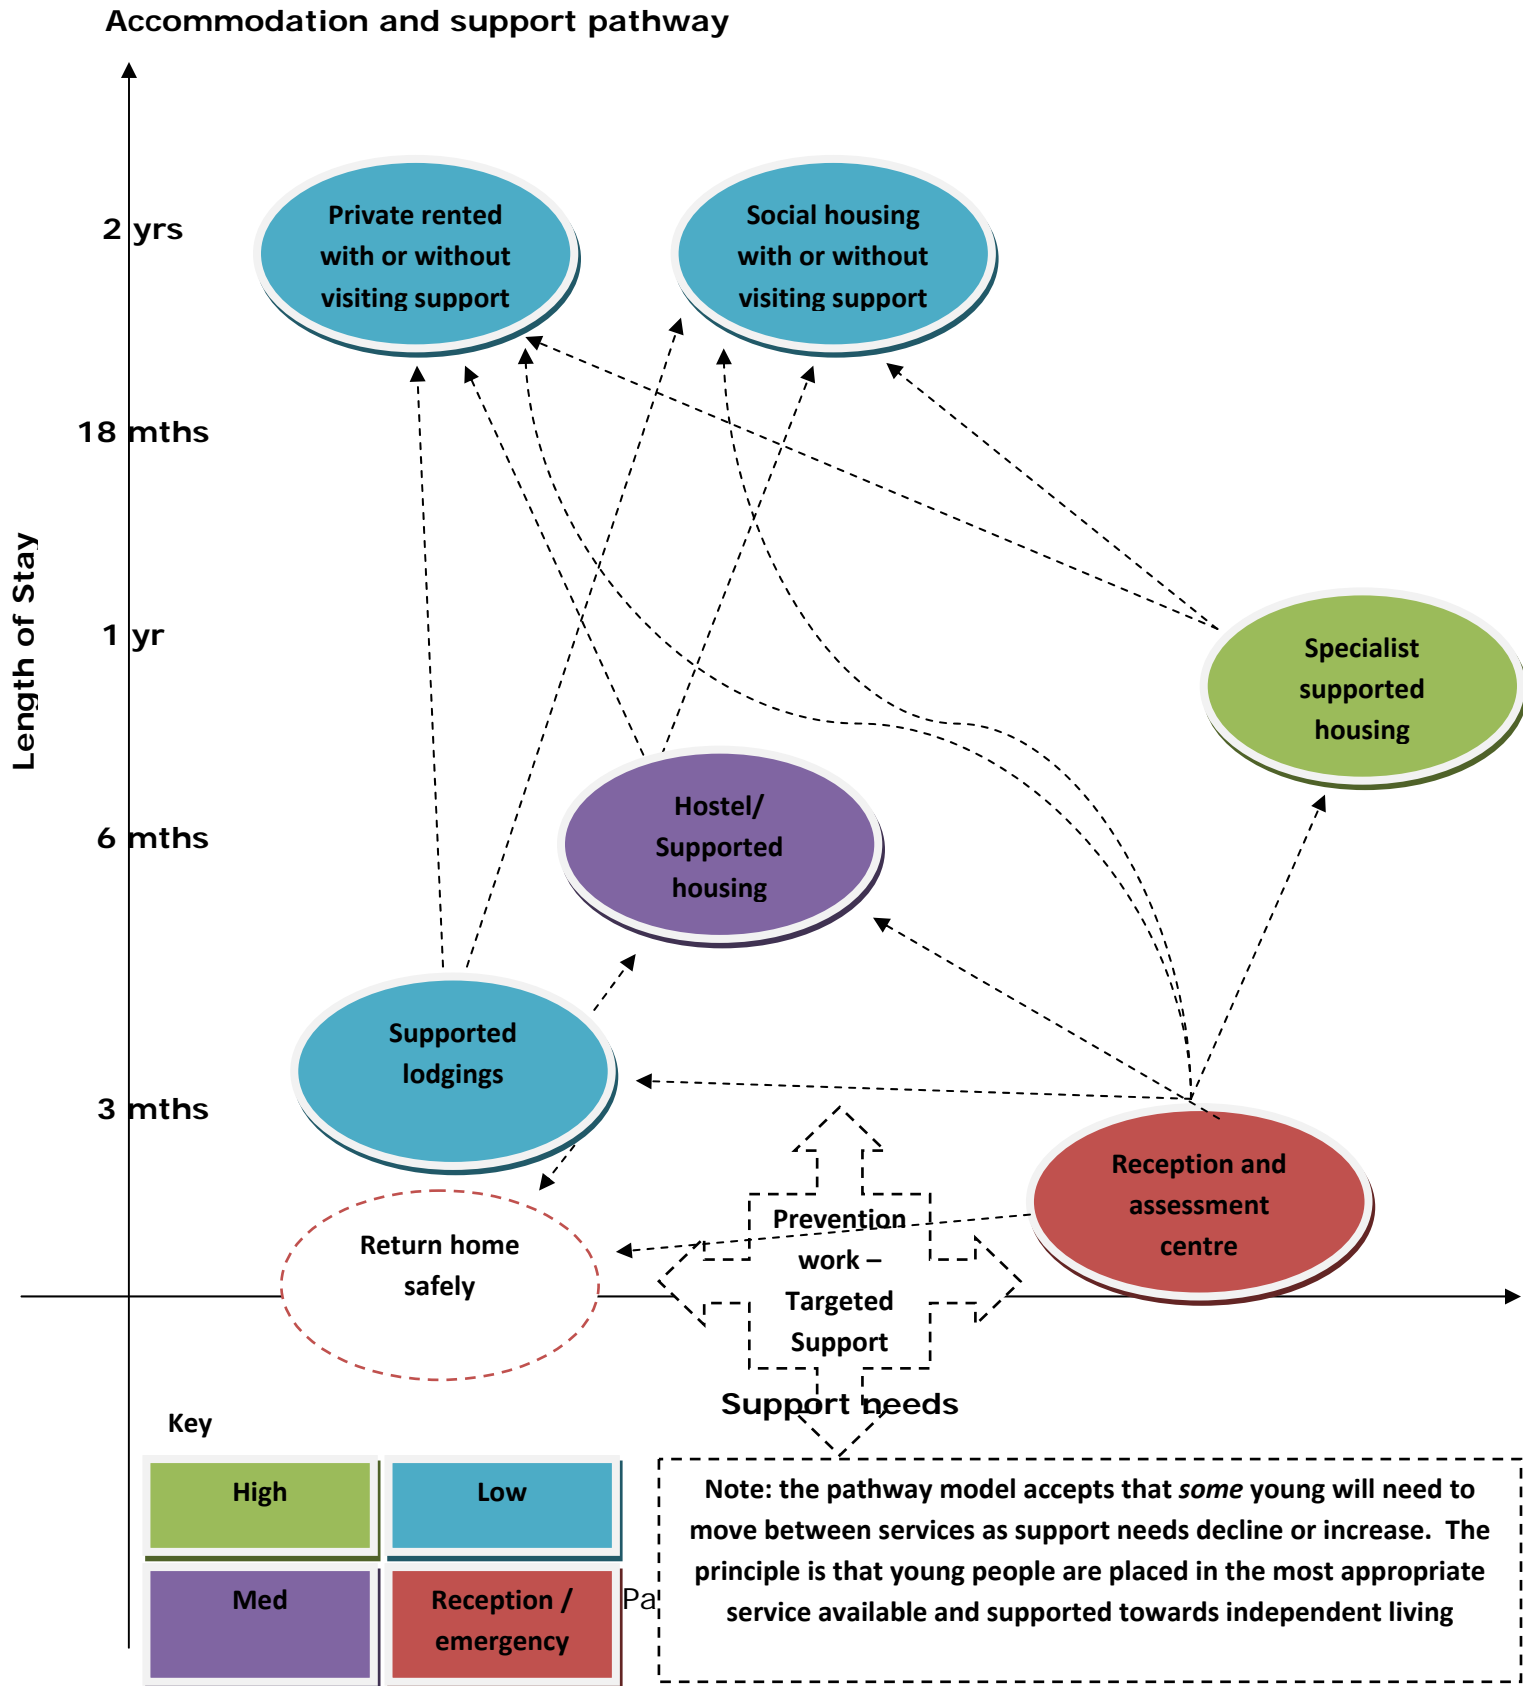 Accommodation and support pathway
Length of Stay
2 yrs
18 mths
1 yr
6 mths
3 mths
Private rented
with or without
visiting support
Social housing
with or without
visiting support
Specialist
supported
housing
Hostel/
Supported
housing
Supported
lodgings
Reception and
assessment
centre
Return home
safely
Prevention
work –
Targeted
Support
Support needs
Key
High
Low
Med
Reception /
emergency
Pa
Note: the pathway model accepts that some young will need to
move between services as support needs decline or increase. The
principle is that young people are placed in the most appropriate
service available and supported towards independent living